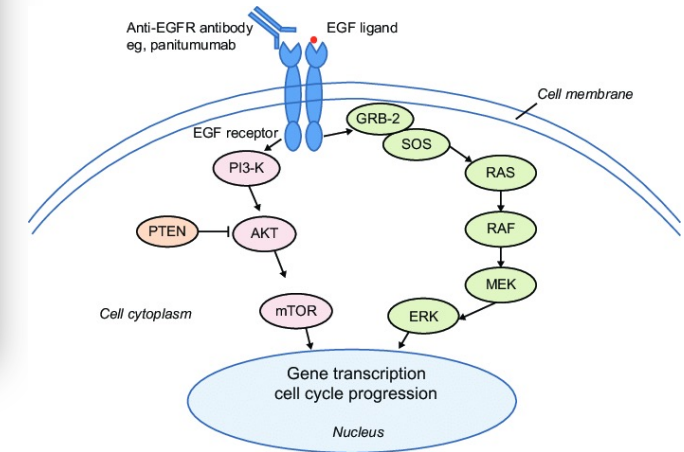 Anti-EGFR antibody
eg, panitumumab
EGF ligand
Cell membrane
EGF receptor
GRB-2
SOS
PI3-K
RAS
PTEN
AKT
RAF
MEK
Cell cytoplasm
mTOR
ERK
Gene transcription
cell cycle progression
Nucleus